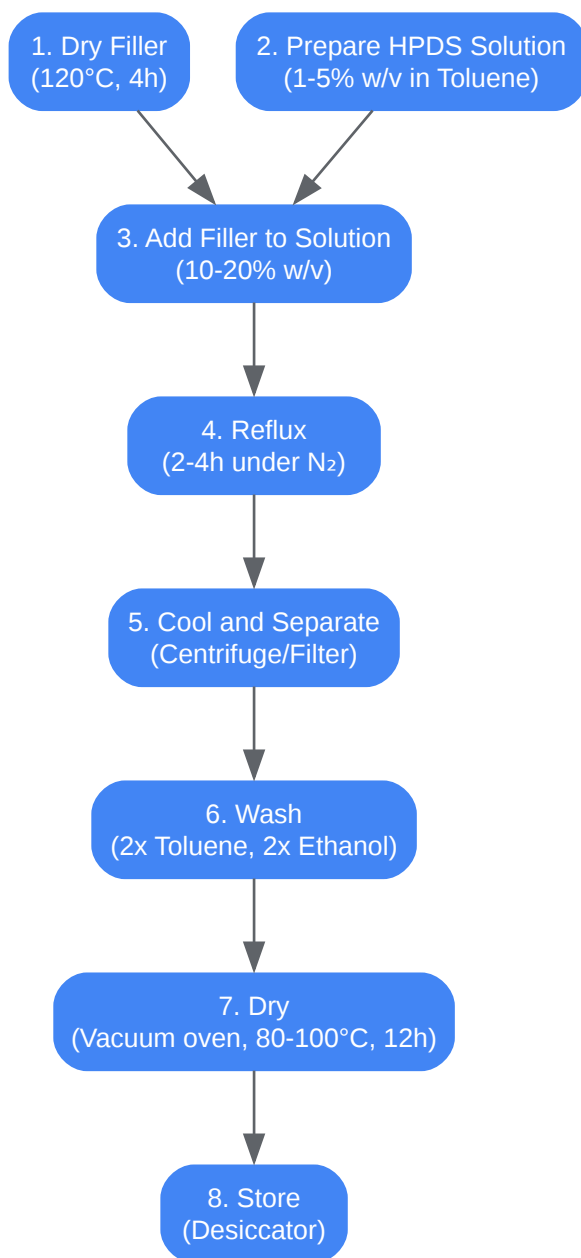 1. Dry Filler
(120°C, 4h)
2. Prepare HPDS Solution
(1-5% w/v in Toluene)
3. Add Filler to Solution
(10-20% w/v)
4. Reflux
(2-4h under N₂)
5. Cool and Separate
(Centrifuge/Filter)
6. Wash
(2x Toluene, 2x Ethanol)
7. Dry
(Vacuum oven, 80-100°C, 12h)
8. Store
(Desiccator)